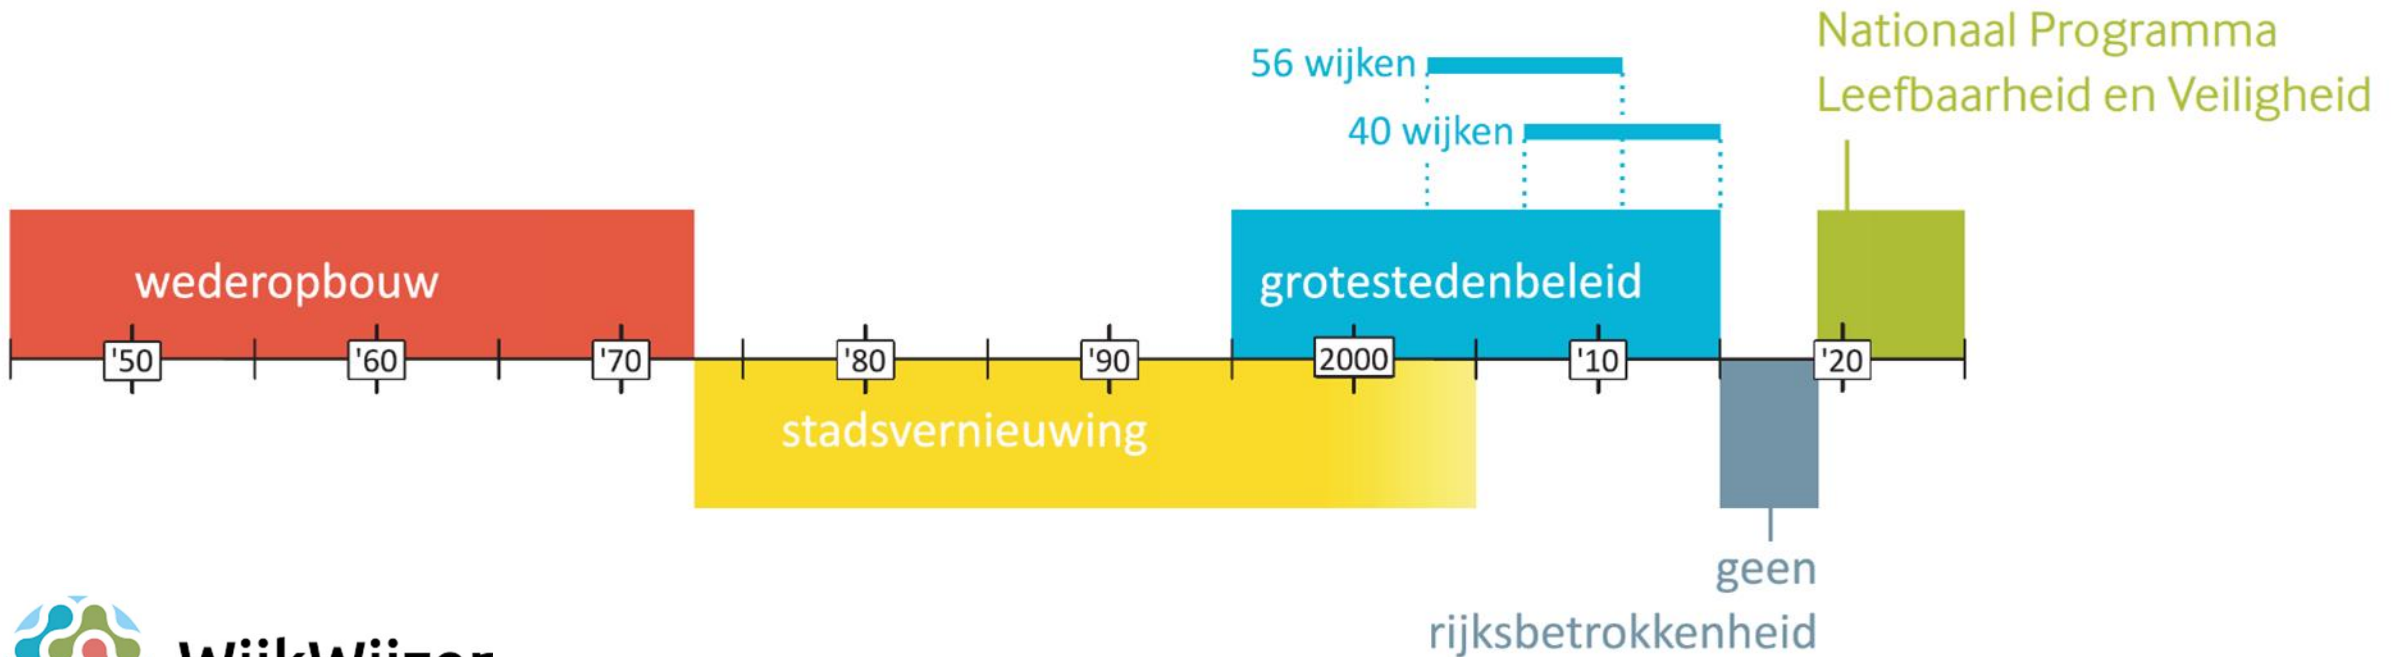 Nationaal Programma
Leefbaarheid en Veiligheid
56 wijken
40 wijken
wederopbouw
grotestedenbeleid
'50
'60
'70
'80
'90
2000
'10
'20
stadsvernieuwing
geen
rijksbetrokkenheid
WijkWijzer